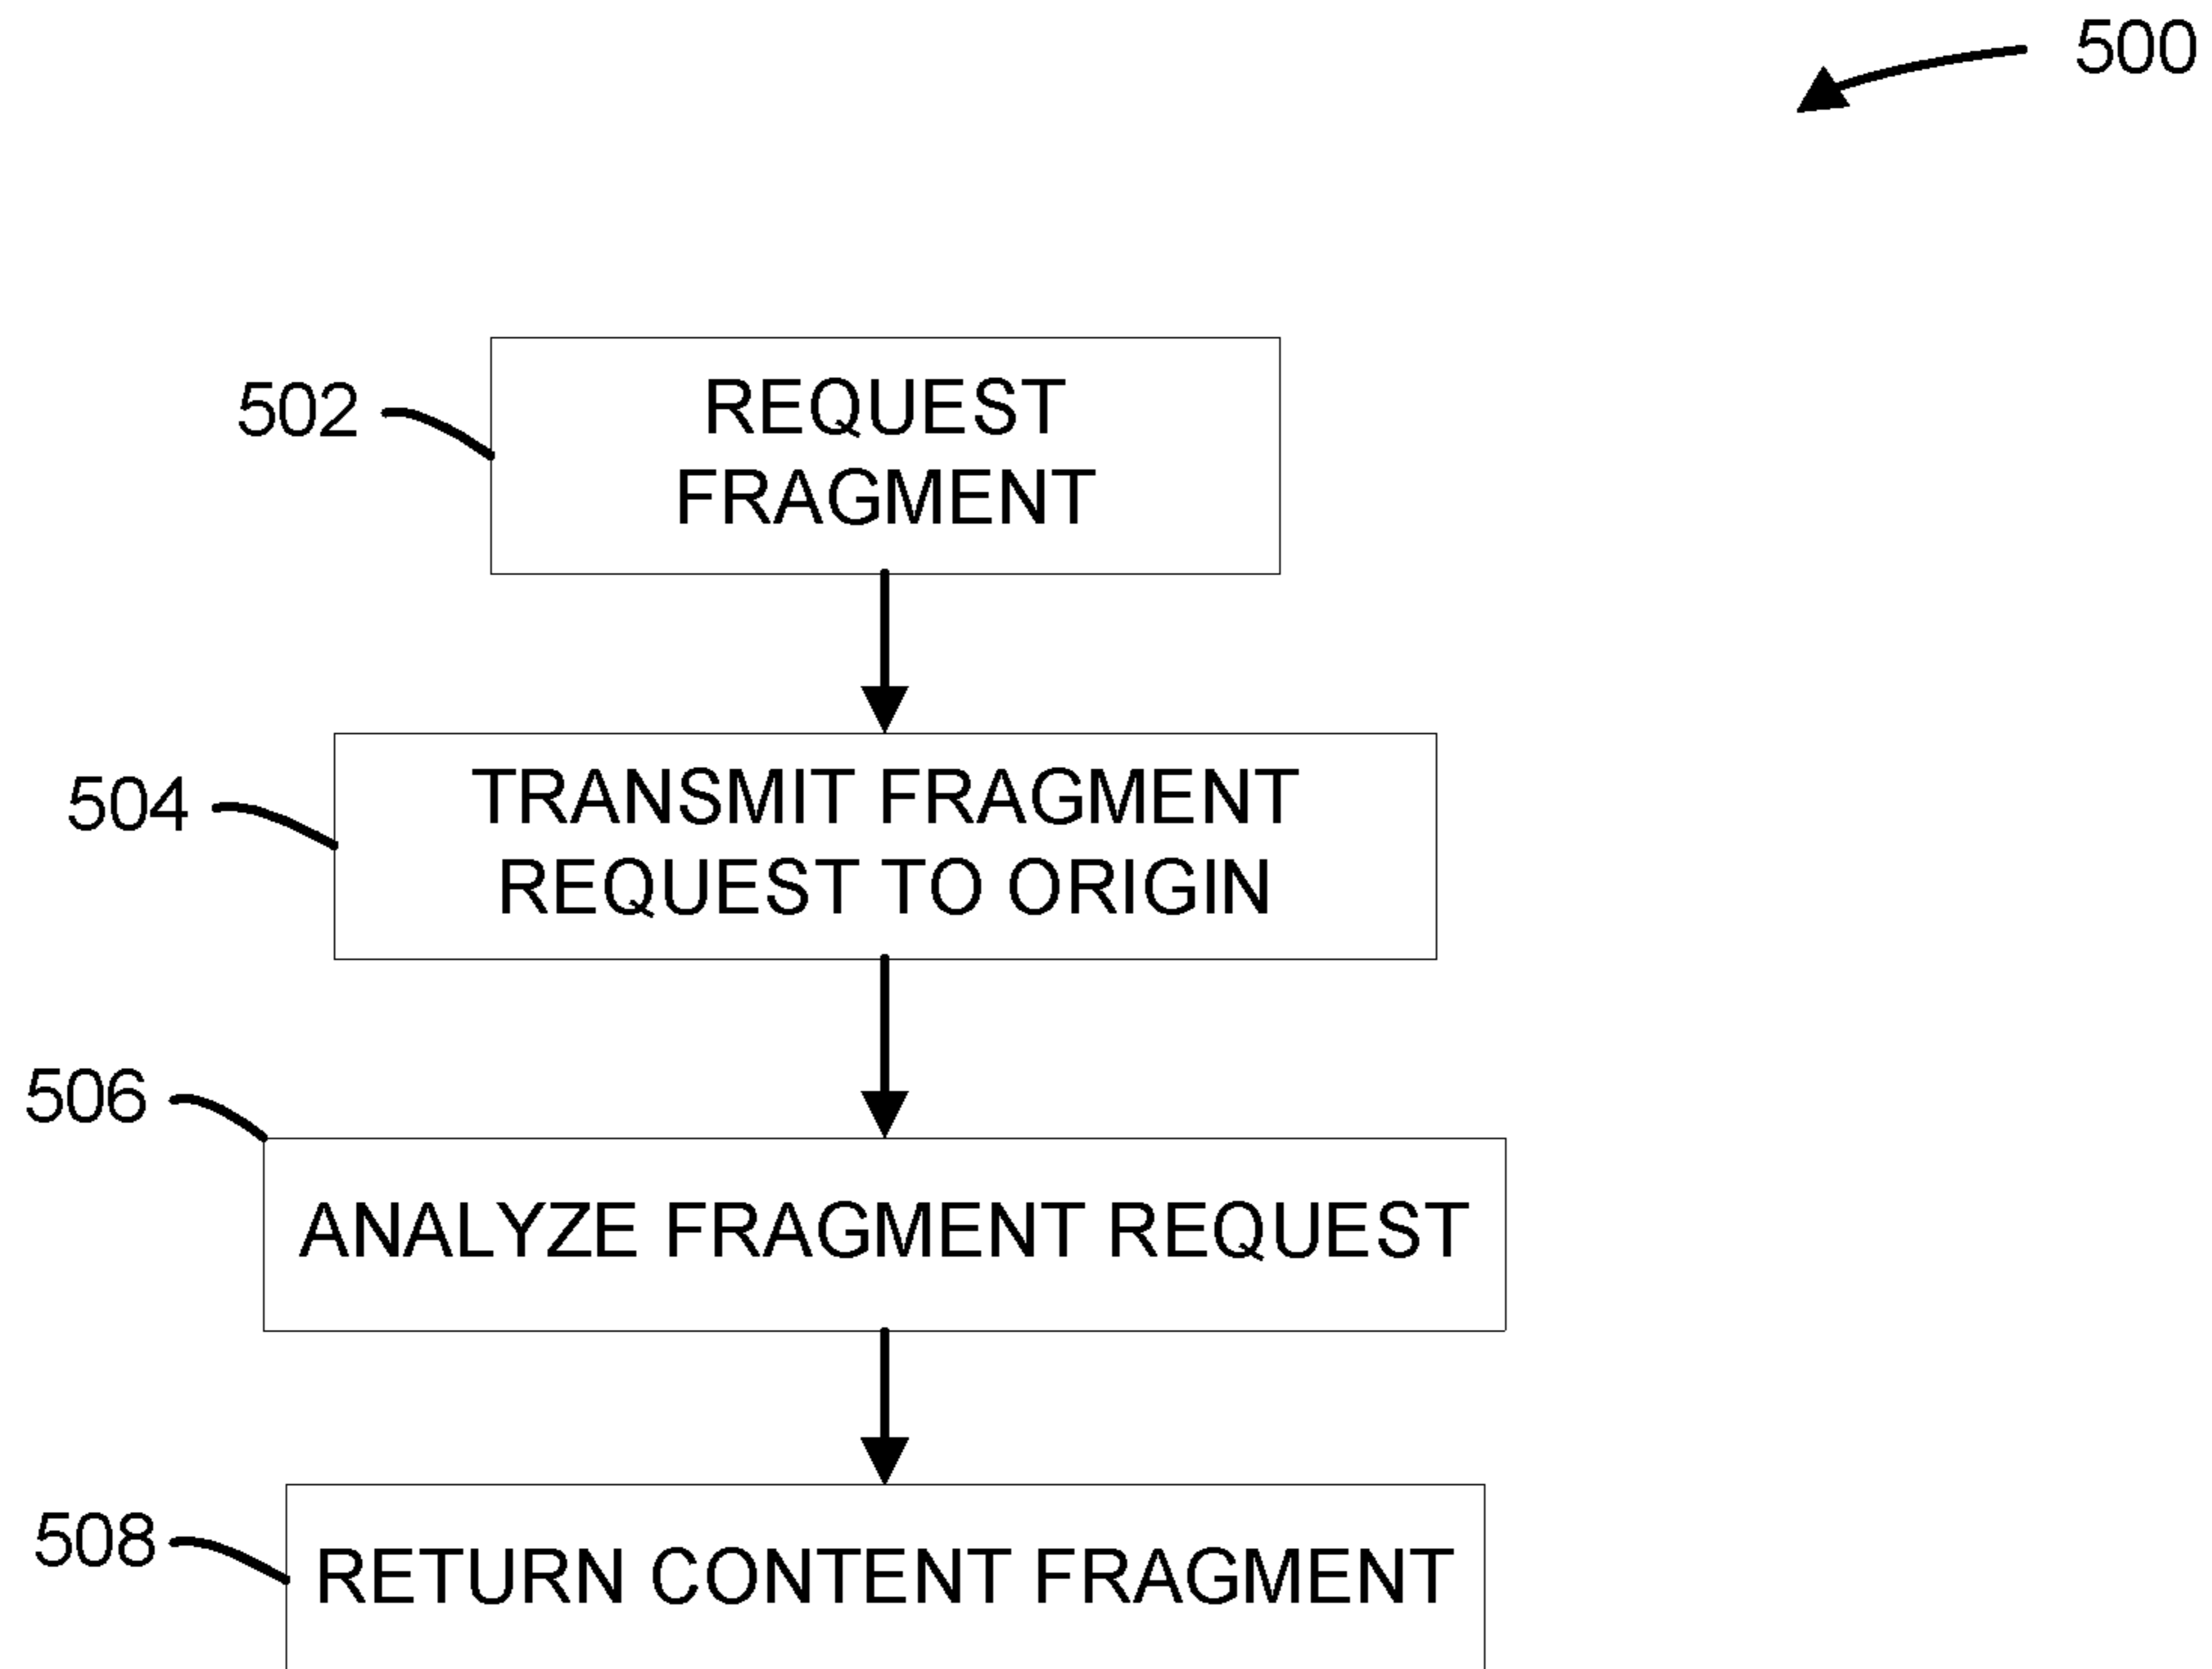 500
502
REQUEST
FRAGMENT
504
TRANSMIT FRAGMENT
REQUEST TO ORIGIN
506
ANALYZE FRAGMENT REQUEST
508
RETURN CONTENT FRAGMENT